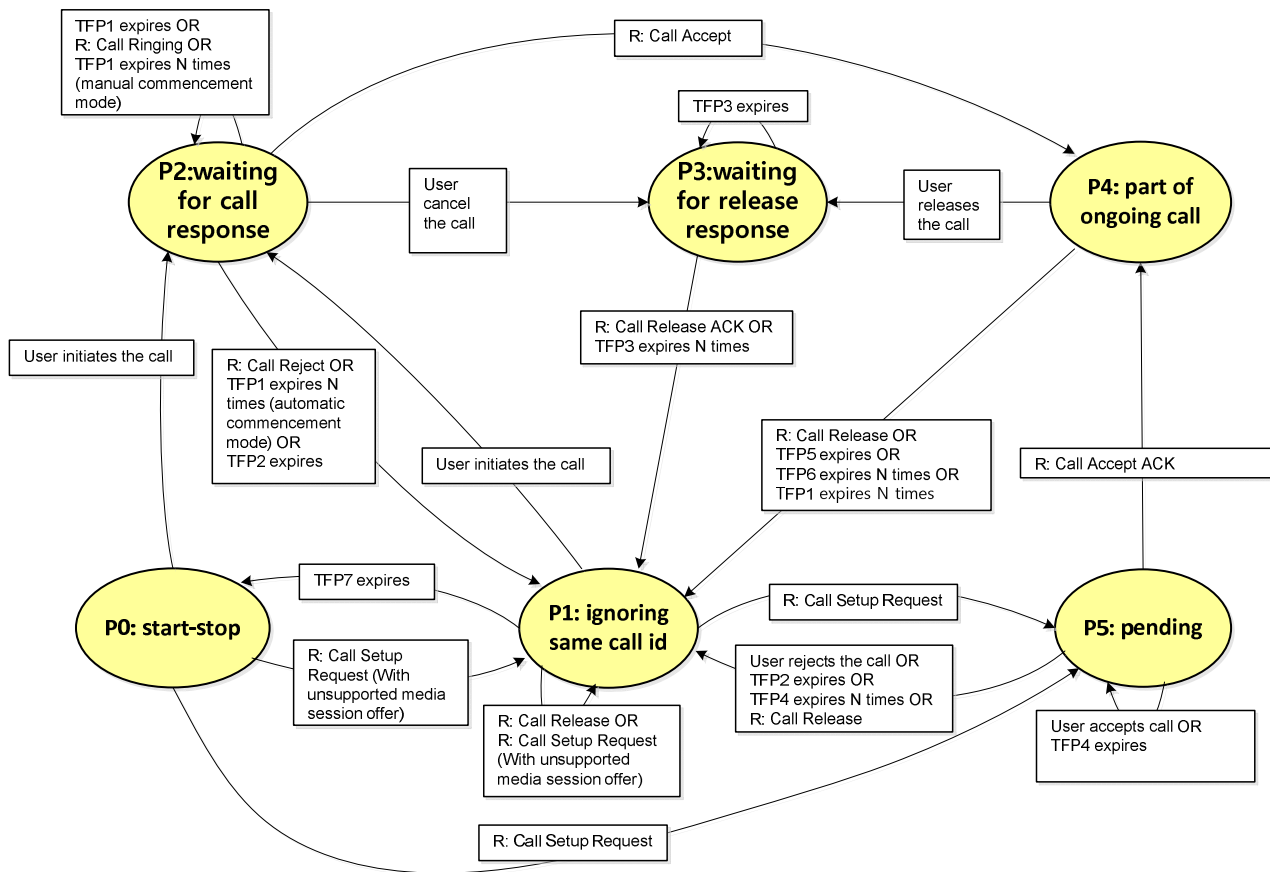 TFP1 expires OR
R: Call Ringing OR
TFP1 expires N times
(manual commencement
mode)
R: Call Accept
TFP3 expires
P2:waiting
for call
response
User
cancel
the call
P3:waiting
for release
response
User
releases
the call
P4: part of
ongoing call
User initiates the call
R: Call Reject OR
TFP1 expires N
times (automatic
commencement
mode) OR
TFP2 expires
User initiates the call
R: Call Release ACK OR
TFP3 expires N times
R: Call Release OR
TFP5 expires OR
TFP6 expires N times OR
TFP1 expires N times
R: Call Accept ACK
P0: start-stop
TFP7 expires
R: Call Setup
Request (With
unsupported media
session offer)
P1: ignoring
same call id
R: Call Release OR
R: Call Setup Request
(With unsupported
media session offer)
R: Call Setup Request
User rejects the call OR
TFP2 expires OR
TFP4 expires N times OR
R: Call Release
P5: pending
User accepts call OR
TFP4 expires
R: Call Setup Request